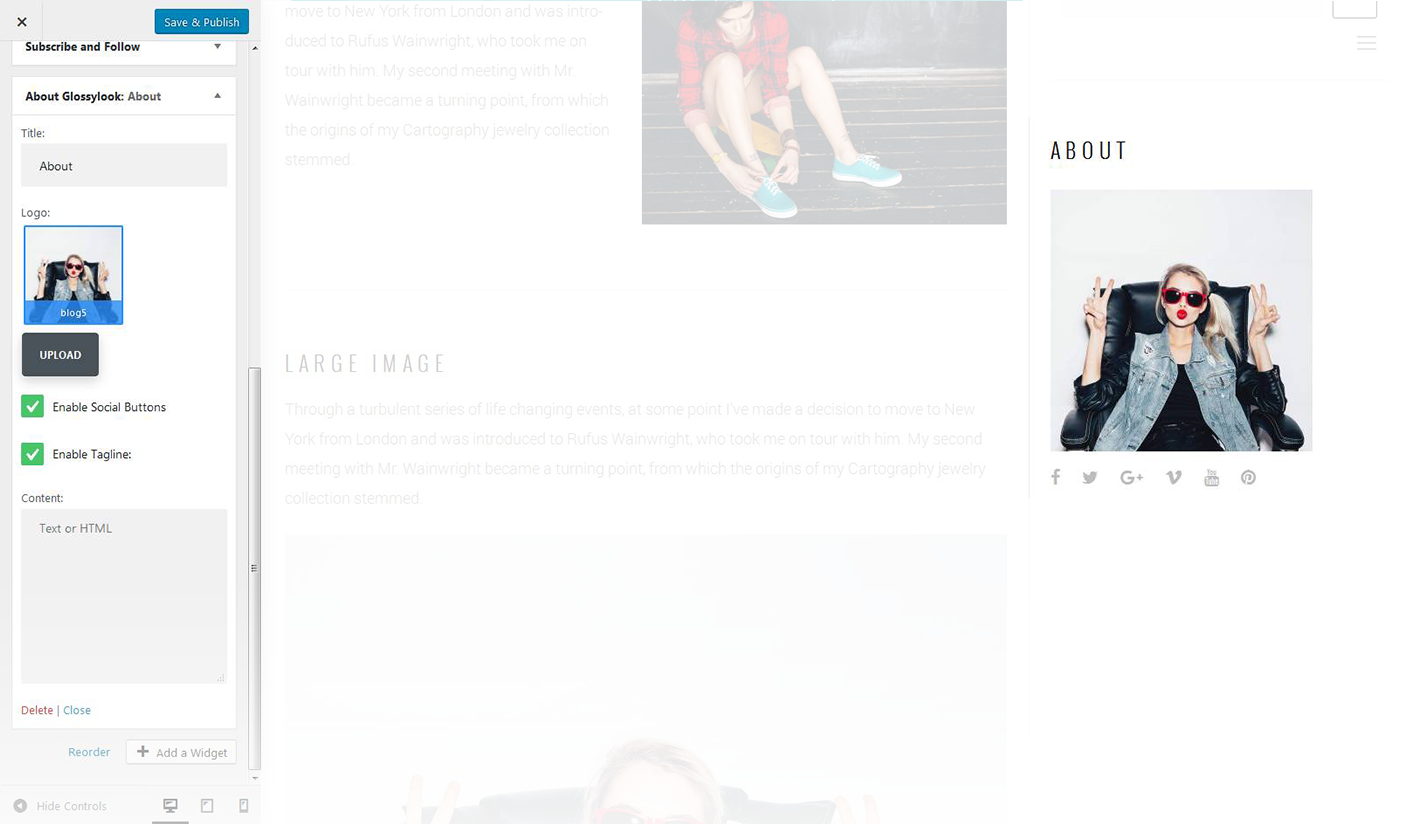 Save & Publish
Subscribe and Follow
About Glossylook: About
Title:
About
Logo:
blog5
UPLOAD
Enable Social Buttons
Enable Tagline:
Content:
Text or HTML
Delete | Close
Reorder
Add a Widget
Hide Controls
move to New York from London and was intro-
duced to Rufus Wainwright, who took me on
tour with him. My second meeting with Mr.
Wainwright became a turning point, from which
the origins of my Cartography jewelry collection
stemmed.
LARGE IMAGE
Through a turbulent series of life changing events, at some point I've made a decision to move to New
York from London and was introduced to Rufus Wainwright, who took me on tour with him. My second
meeting with Mr. Wainwright became a turning point, from which the origins of my Cartography jewelry
collection stemmed.
ABOUT
You Tube